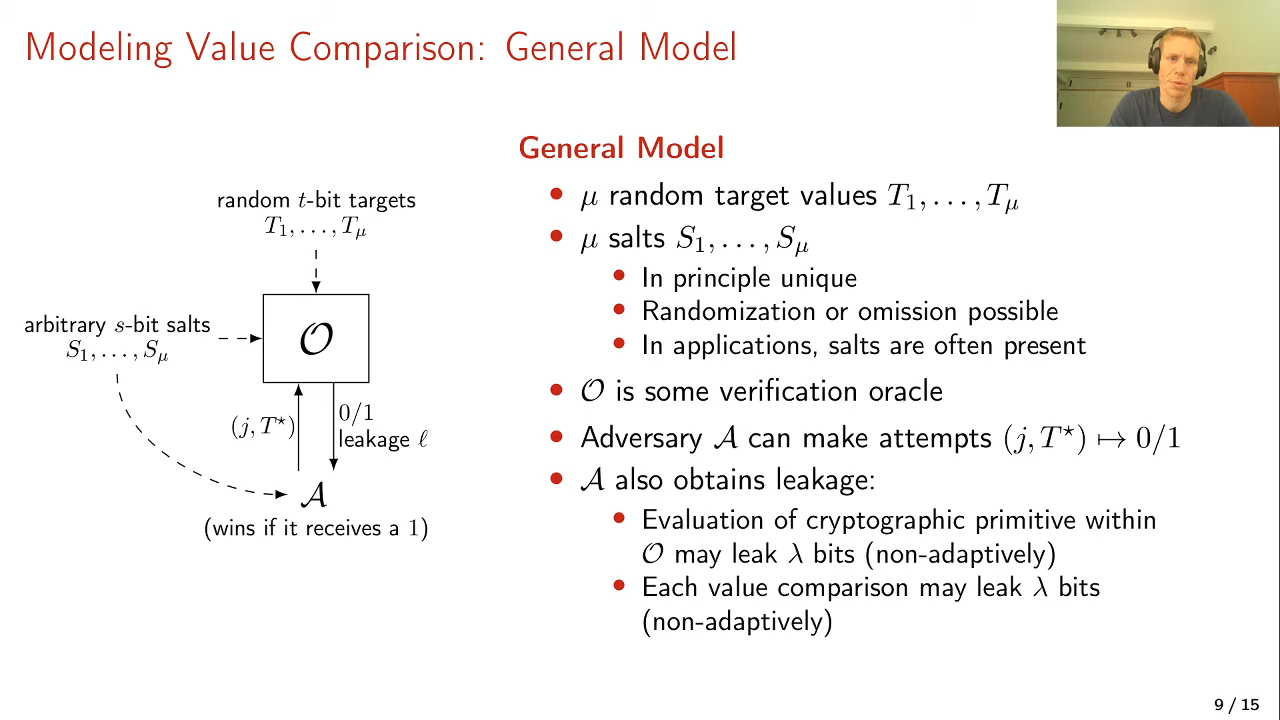 Modeling Value Comparison: General Model
random t-bit targets
T₁, . . . , Tμ
arbitrary s-bit salts
S₁, . . . , Sμ
𝒪
(j, T⋆)
0/1
leakage ℓ
𝒜
(wins if it receives a 1)
General Model
• μ random target values T₁, . . . , Tμ
• μ salts S₁, . . . , Sμ
• In principle unique
• Randomization or omission possible
• In applications, salts are often present
• 𝒪 is some verification oracle
• Adversary 𝒜 can make attempts (j, T⋆) ↦ 0/1
• 𝒜 also obtains leakage:
• Evaluation of cryptographic primitive within
𝒪 may leak λ bits (non-adaptively)
• Each value comparison may leak λ bits
(non-adaptively)
9 / 15